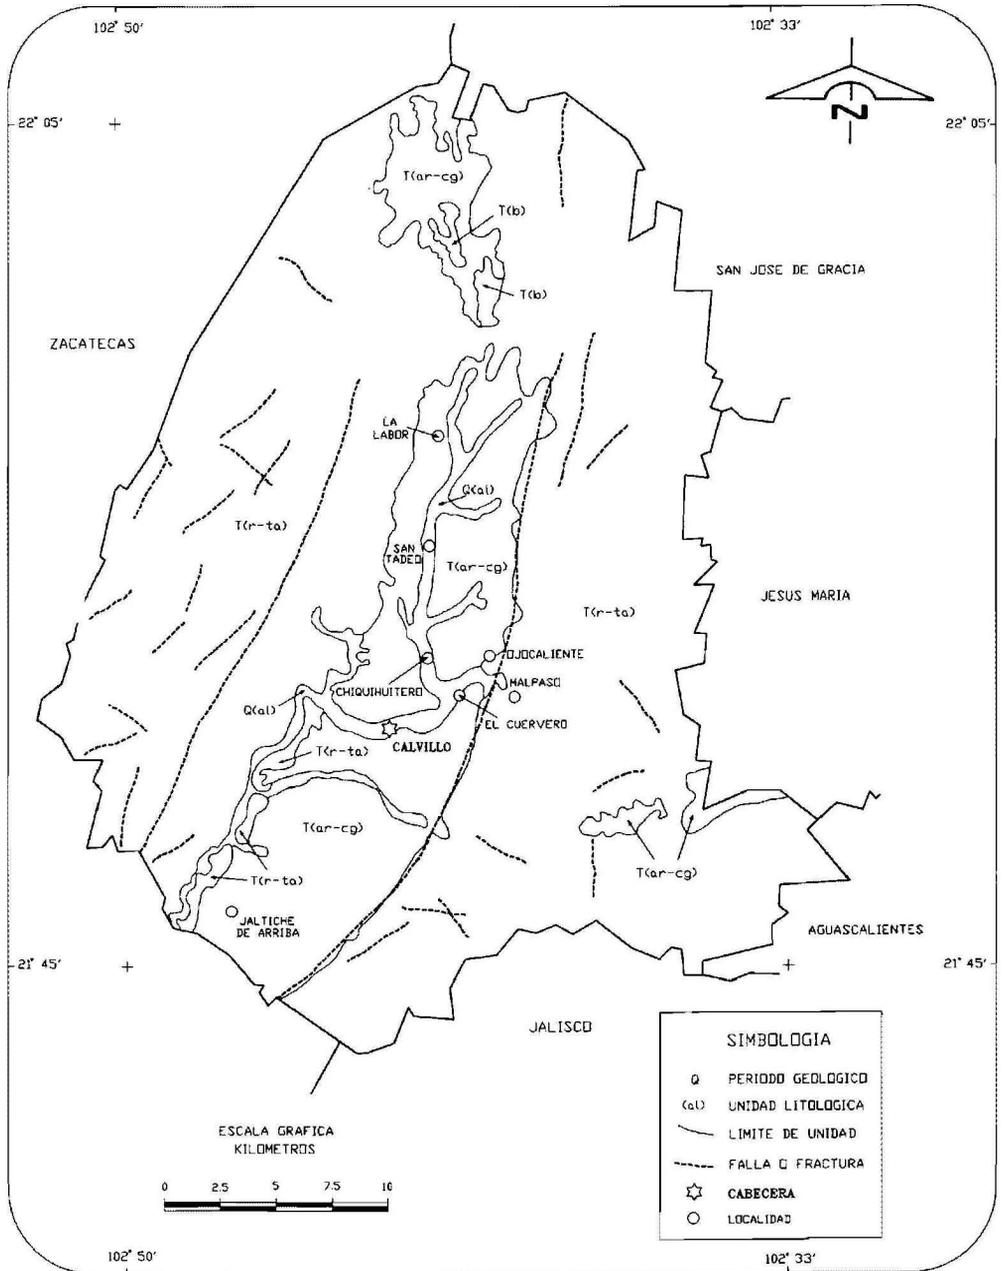 102° 50'
102° 33'
22° 05'
22° 05'
N
T(ar-cg)
T(b)
T(b)
SAN JOSE DE GRACIA
ZACATECAS
LA
LABOR
Q(al)
T(r-ta)
SAN
TADEO
T(ar-cg)
JESUS MARIA
T(r-ta)
OJOCALIENTE
MALPASO
CHIQUIHUITERO
Q(al)
EL CUERVERO
CALVILLO
T(r-ta)
T(ar-cg)
T(ar-cg)
T(r-ta)
JALTICHE
DE ARRIBA
AGUASCALIENTES
21° 45'
21° 45'
JALISCO
SIMBOLOGIA
Q PERIODO GEOLOGICO
(al) UNIDAD LITOLOGICA
LIMITE DE UNIDAD
FALLA O FRACTURA
CABECERA
LOCALIDAD
ESCALA GRAFICA
KILOMETROS
0 2.5 5 7.5 10
102° 50'
102° 33'